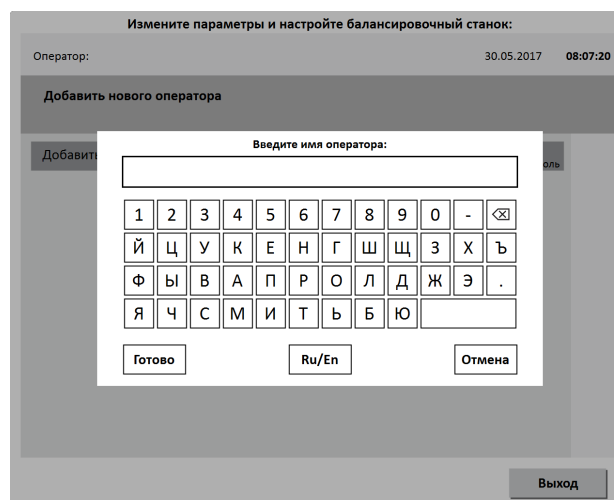 Измените параметры и настройте балансировочный станок:
Оператор: 30.05.2017 08:07:20
Добавить нового оператора
Добавить
оль
Введите имя оператора:
1 2 3 4 5 6 7 8 9 0 -
Й Ц У К Е Н Г Ш Щ З Х Ъ
Ф Ы В А П Р О Л Д Ж Э .
Я Ч С М И Т Ь Б Ю
Готово Ru/En Отмена
Выход